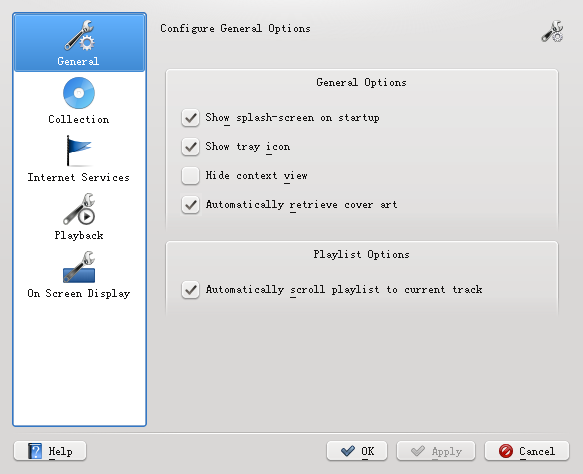 General
Collection
Internet Services
Playback
On Screen Display
Configure General Options
General Options
Show splash-screen on startup
Show tray icon
Hide context view
Automatically retrieve cover art
Playlist Options
Automatically scroll playlist to current track
Help
OK
Apply
Cancel